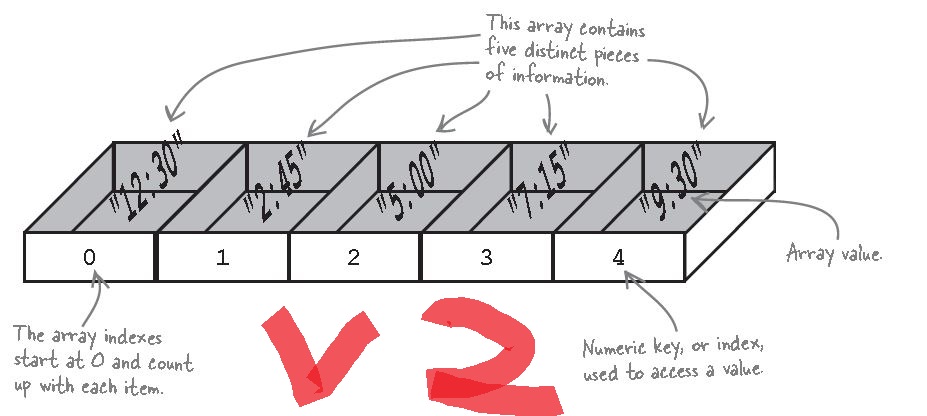 This array contains
five distinct pieces
of information.
"12:30" "2:45" "5:00" "7:15" "9:30"
0 1 2 3 4
Array value.
The array indexes
start at 0 and count
up with each item.
V2
Numeric key, or index,
used to access a value.